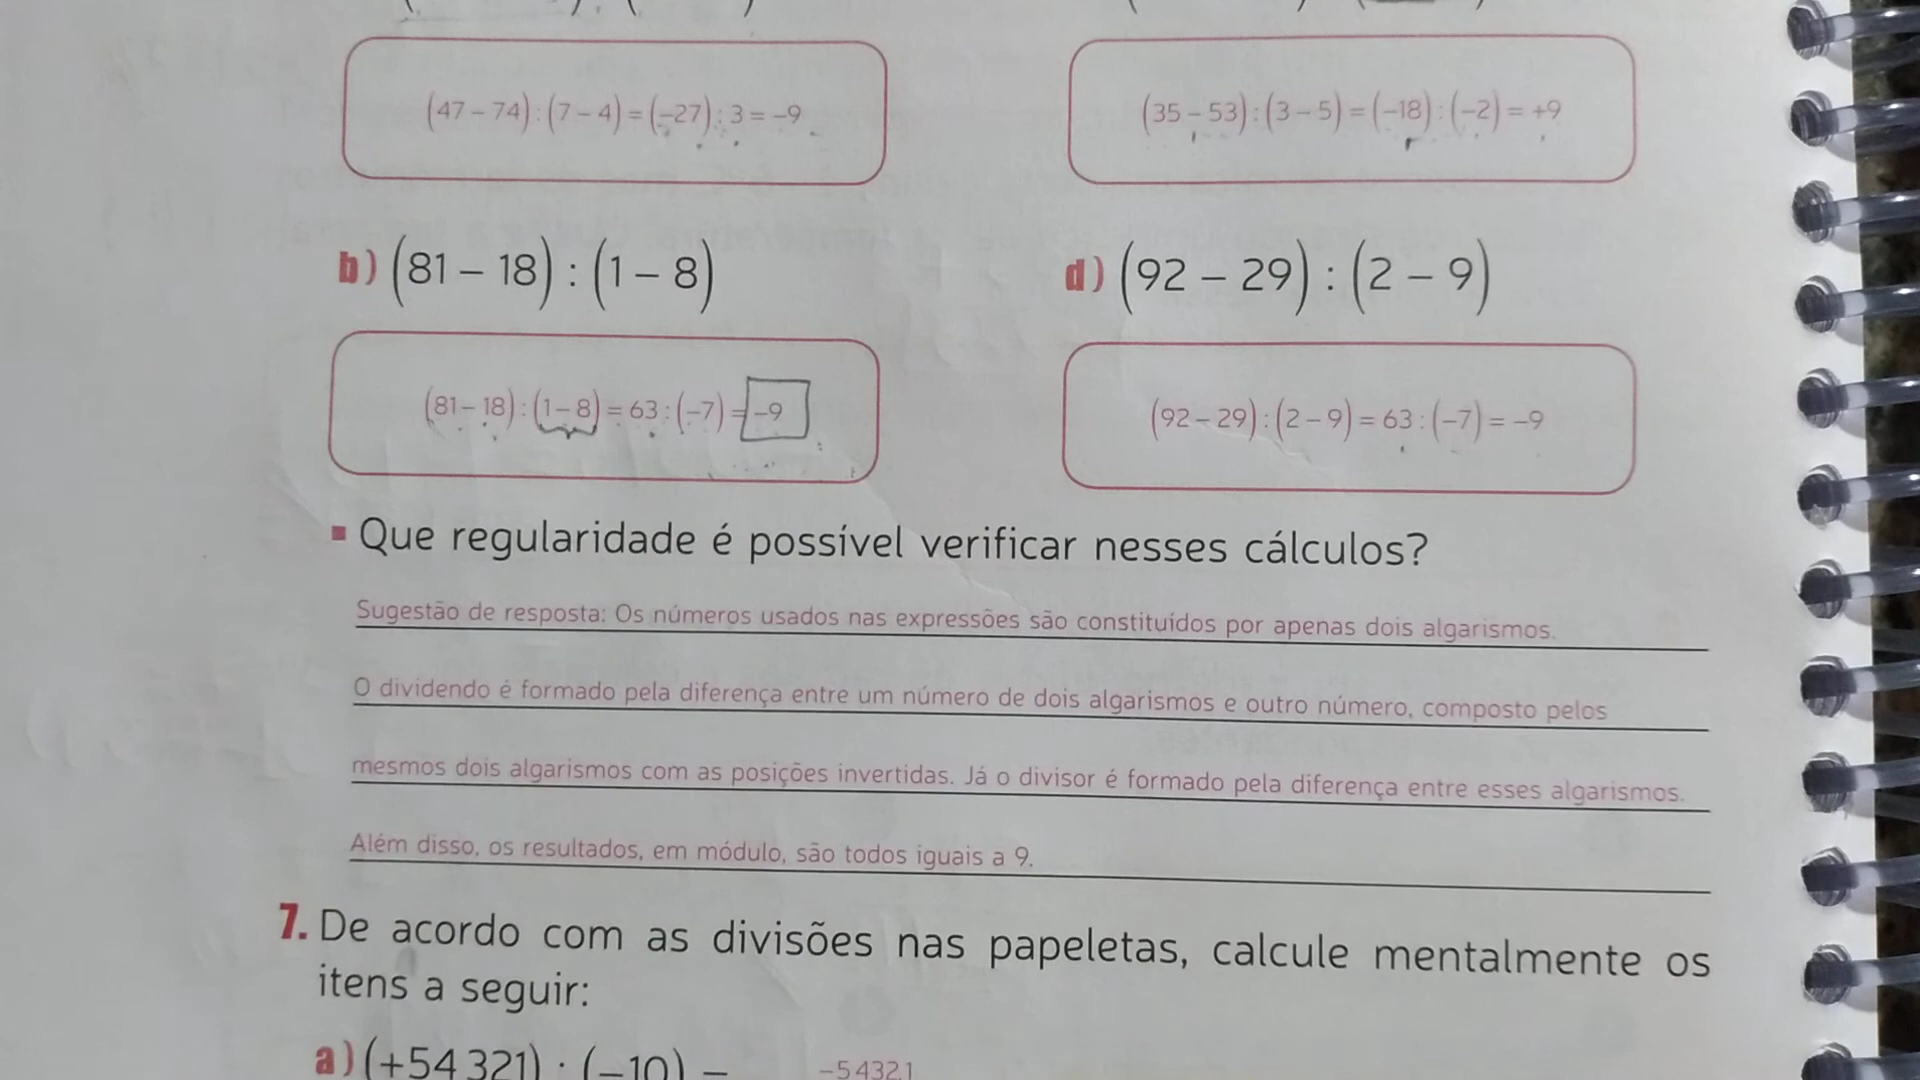 (47 – 74) : (7 – 4) = (–27) : 3 = –9
(35 – 53) : (3 – 5) = (–18) : (–2) = +9
b) (81 – 18) : (1 – 8)
d) (92 – 29) : (2 – 9)
(81 – 18) : (1 – 8) = 63 : (–7) = –9
(92 – 29) : (2 – 9) = 63 : (–7) = –9
▪ Que regularidade é possível verificar nesses cálculos?
Sugestão de resposta: Os números usados nas expressões são constituídos por apenas dois algarismos.
O dividendo é formado pela diferença entre um número de dois algarismos e outro número, composto pelos
mesmos dois algarismos com as posições invertidas. Já o divisor é formado pela diferença entre esses algarismos.
Além disso, os resultados, em módulo, são todos iguais a 9.
7. De acordo com as divisões nas papeletas, calcule mentalmente os
itens a seguir:
a) (+54 321) · (–10) = –54321